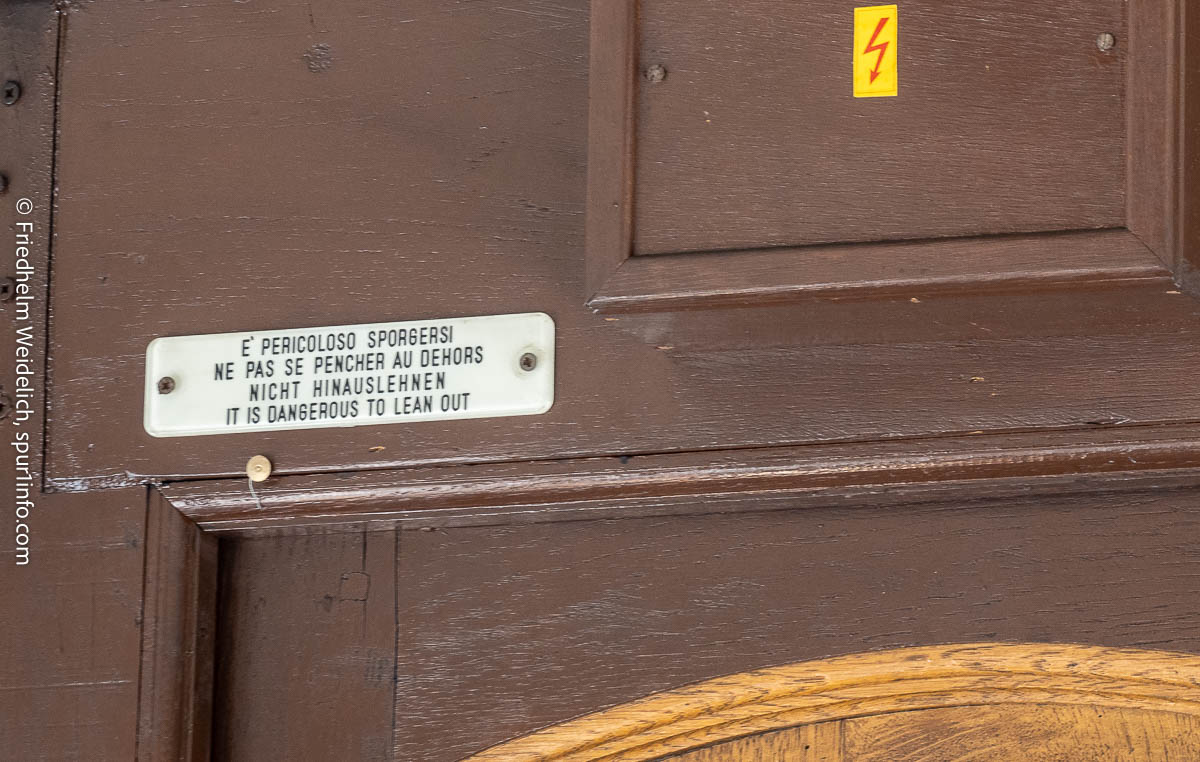 E' PERICOLOSO SPORGERSI
NE PAS SE PENCHER AU DEHORS
NICHT HINAUSLEHNEN
IT IS DANGEROUS TO LEAN OUT
© Friedhelm Weidelich, spur1info.com